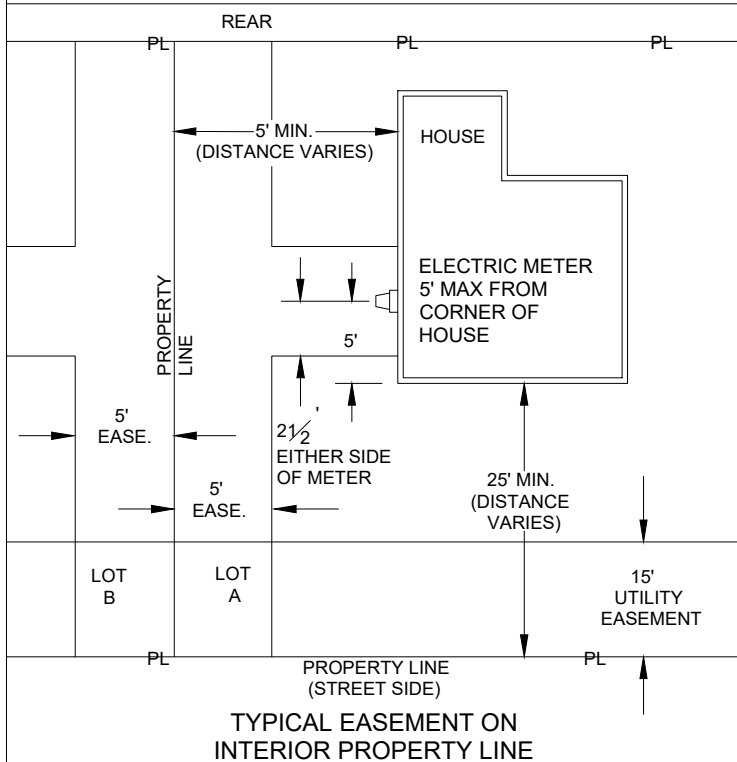 REAR
PL
PL
PL
5' MIN.
(DISTANCE VARIES)
HOUSE
ELECTRIC METER
5' MAX FROM
CORNER OF
HOUSE
PROPERTY
LINE
5'
5'
EASE.
2 1/2'
EITHER SIDE
OF METER
5'
EASE.
25' MIN.
(DISTANCE
VARIES)
LOT
B
LOT
A
15'
UTILITY
EASEMENT
PL
PROPERTY LINE
(STREET SIDE)
PL
TYPICAL EASEMENT ON
INTERIOR PROPERTY LINE